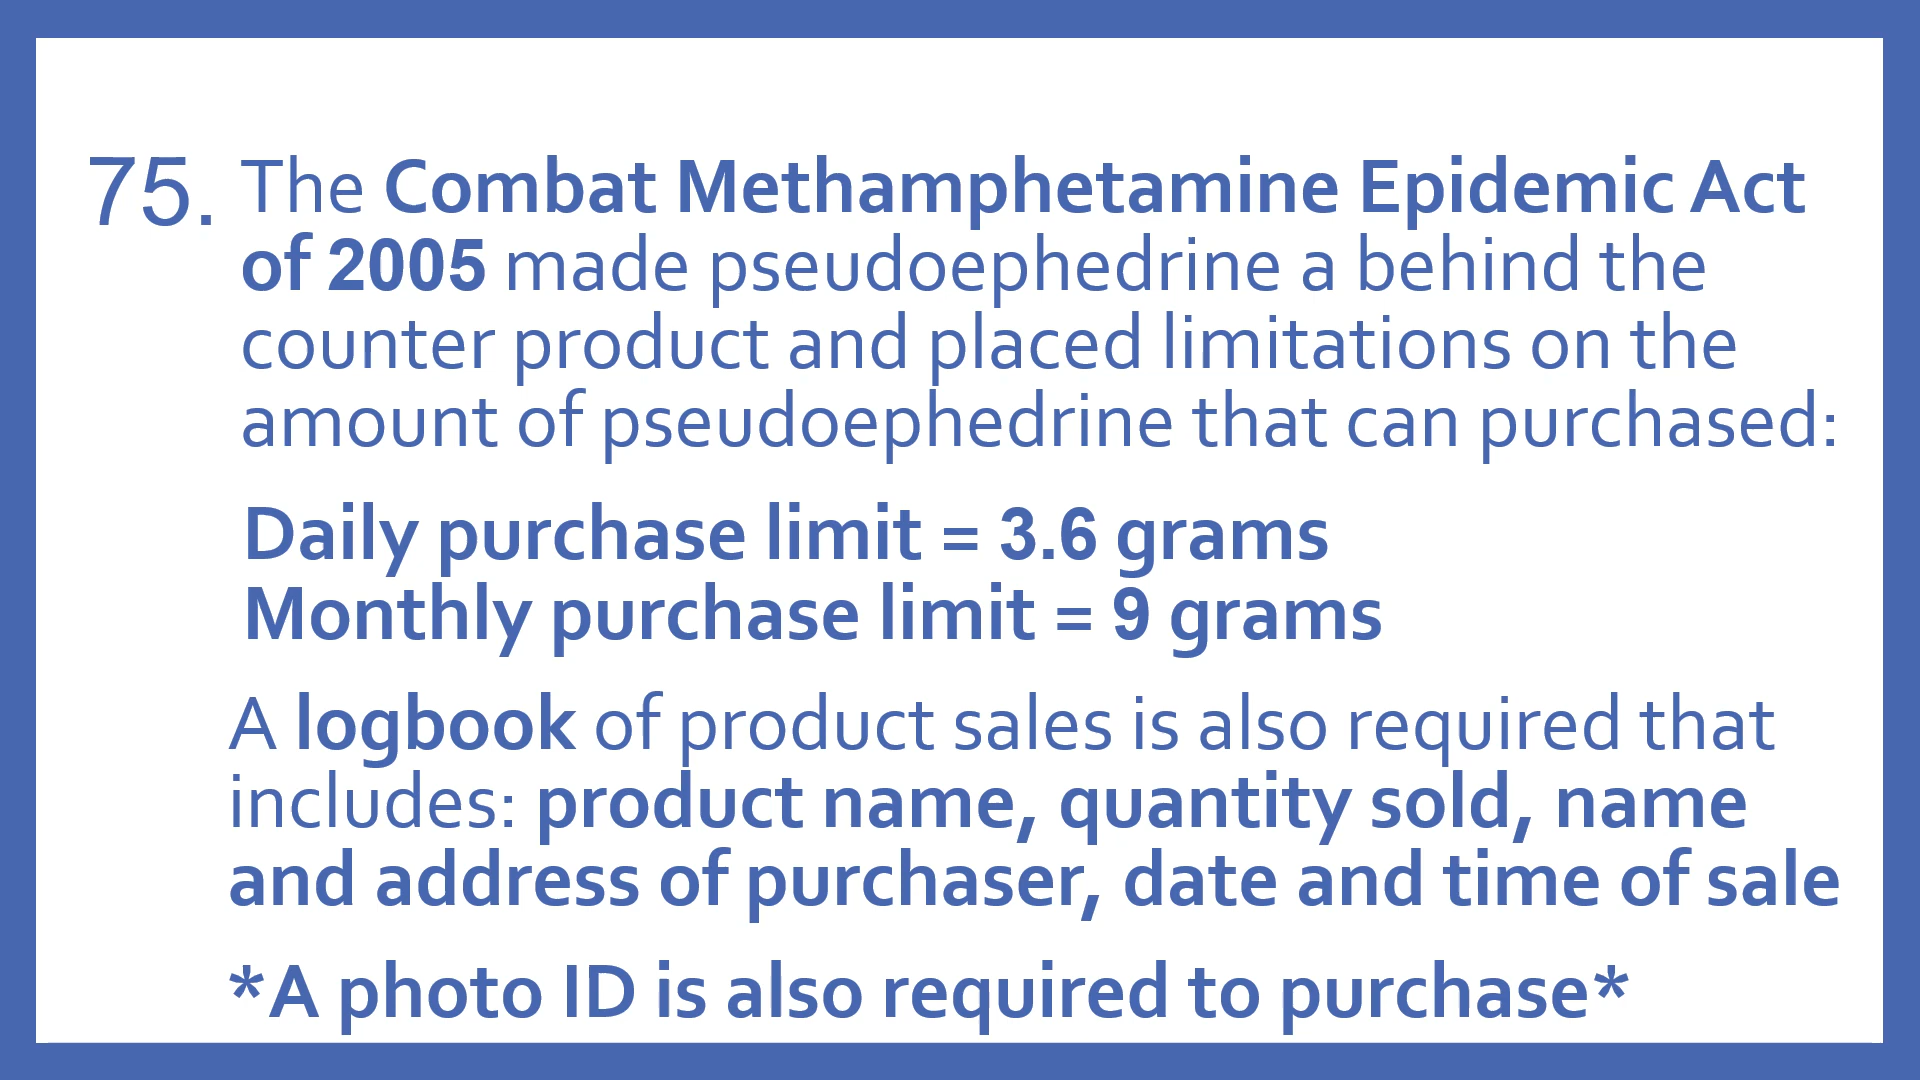 75. The Combat Methamphetamine Epidemic Act
of 2005 made pseudoephedrine a behind the
counter product and placed limitations on the
amount of pseudoephedrine that can purchased:
Daily purchase limit = 3.6 grams
Monthly purchase limit = 9 grams
A logbook of product sales is also required that
includes: product name, quantity sold, name
and address of purchaser, date and time of sale
*A photo ID is also required to purchase*